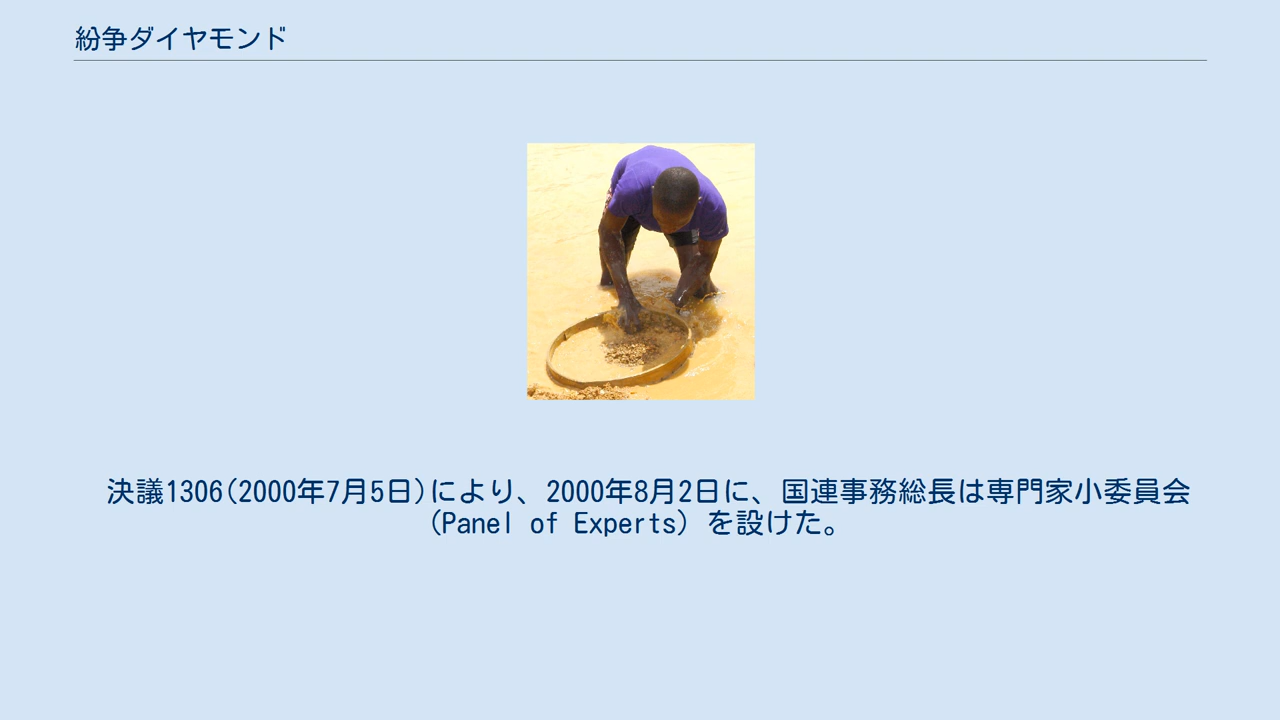 紛争ダイヤモンド
決議1306(2000年7月5日)により、2000年8月2日に、国連事務総長は専門家小委員会
(Panel of Experts) を設けた。